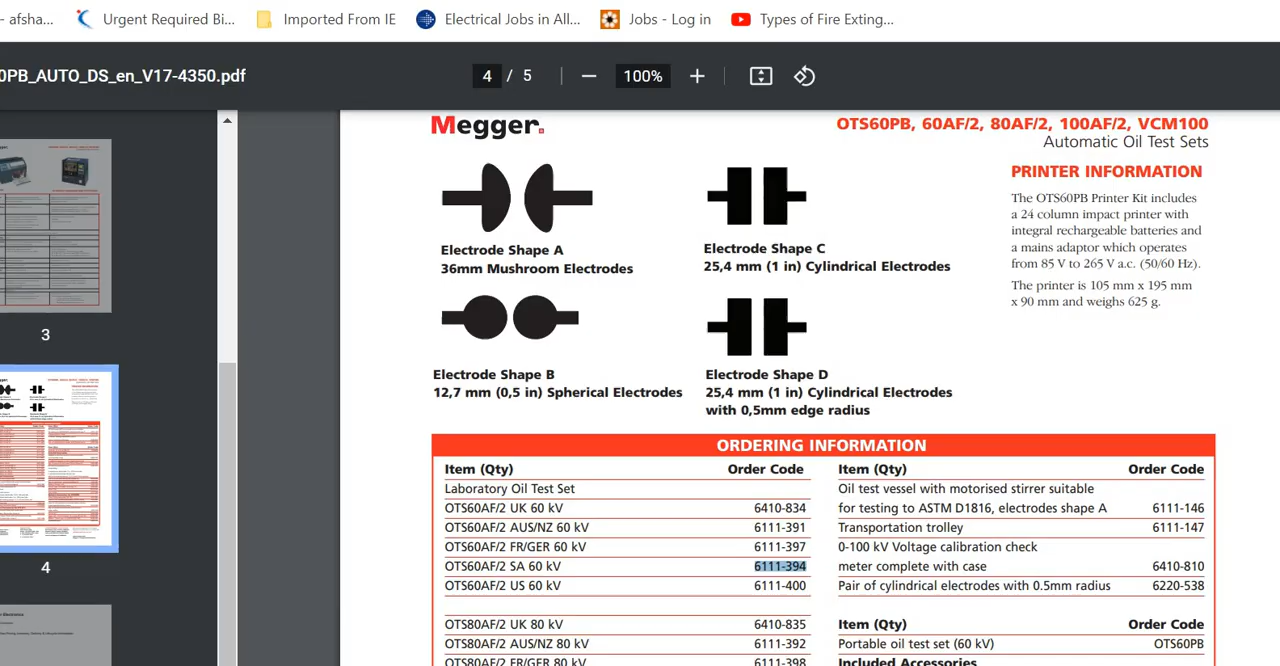 - afsha...
Urgent Required Bi...
Imported From IE
Electrical Jobs in All...
Jobs - Log in
Types of Fire Exting...
0PB_AUTO_DS_en_V17-4350.pdf
4 / 5
100%
3
4
Megger.
OTS60PB, 60AF/2, 80AF/2, 100AF/2, VCM100
Automatic Oil Test Sets
Electrode Shape A
36mm Mushroom Electrodes
Electrode Shape C
25,4 mm (1 in) Cylindrical Electrodes
Electrode Shape B
12,7 mm (0,5 in) Spherical Electrodes
Electrode Shape D
25,4 mm (1 in) Cylindrical Electrodes
with 0,5mm edge radius
PRINTER INFORMATION
The OTS60PB Printer Kit includes
a 24 column impact printer with
integral rechargeable batteries and
a mains adaptor which operates
from 85 V to 265 V a.c. (50/60 Hz).
The printer is 105 mm x 195 mm
x 90 mm and weighs 625 g.
ORDERING INFORMATION
Item (Qty) Order Code
Laboratory Oil Test Set
OTS60AF/2 UK 60 kV 6410-834
OTS60AF/2 AUS/NZ 60 kV 6111-391
OTS60AF/2 FR/GER 60 kV 6111-397
OTS60AF/2 SA 60 kV 6111-394
OTS60AF/2 US 60 kV 6111-400
OTS80AF/2 UK 80 kV 6410-835
OTS80AF/2 AUS/NZ 80 kV 6111-392
OTS80AF/2 FR/GER 80 kV 6111-398
Item (Qty) Order Code
Oil test vessel with motorised stirrer suitable
for testing to ASTM D1816, electrodes shape A 6111-146
Transportation trolley 6111-147
0-100 kV Voltage calibration check
meter complete with case 6410-810
Pair of cylindrical electrodes with 0.5mm radius 6220-538
Item (Qty) Order Code
Portable oil test set (60 kV) OTS60PB
Included Accessories